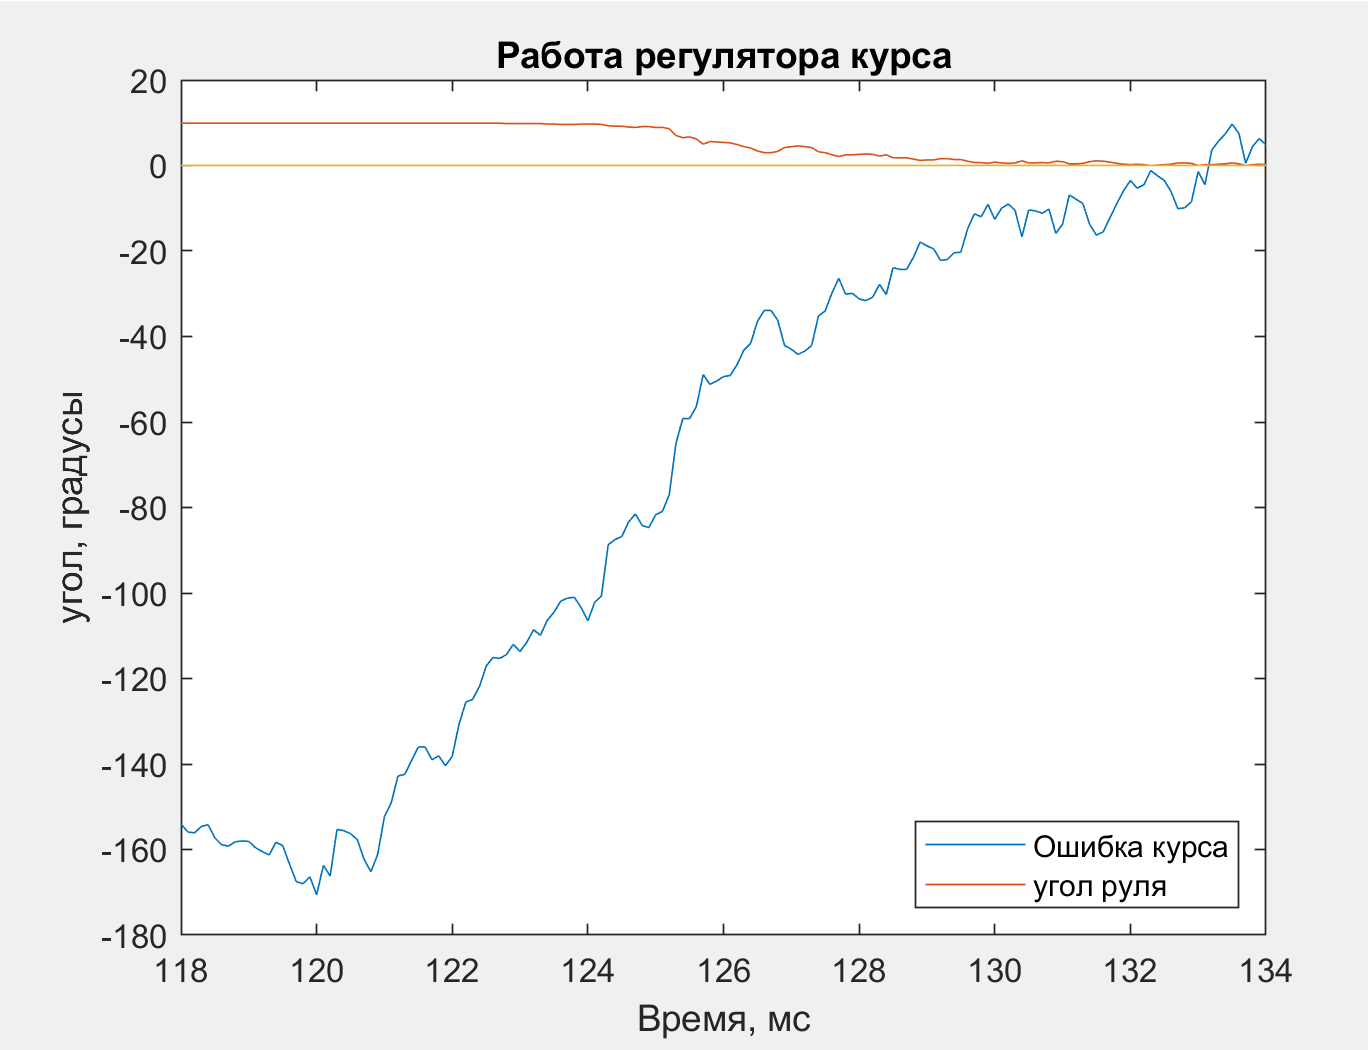 Работа регулятора курса
20
0
-20
-40
-60
-80
-100
-120
-140
-160
-180
угол, градусы
118 120 122 124 126 128 130 132 134
Время, мс
Ошибка курса
угол руля